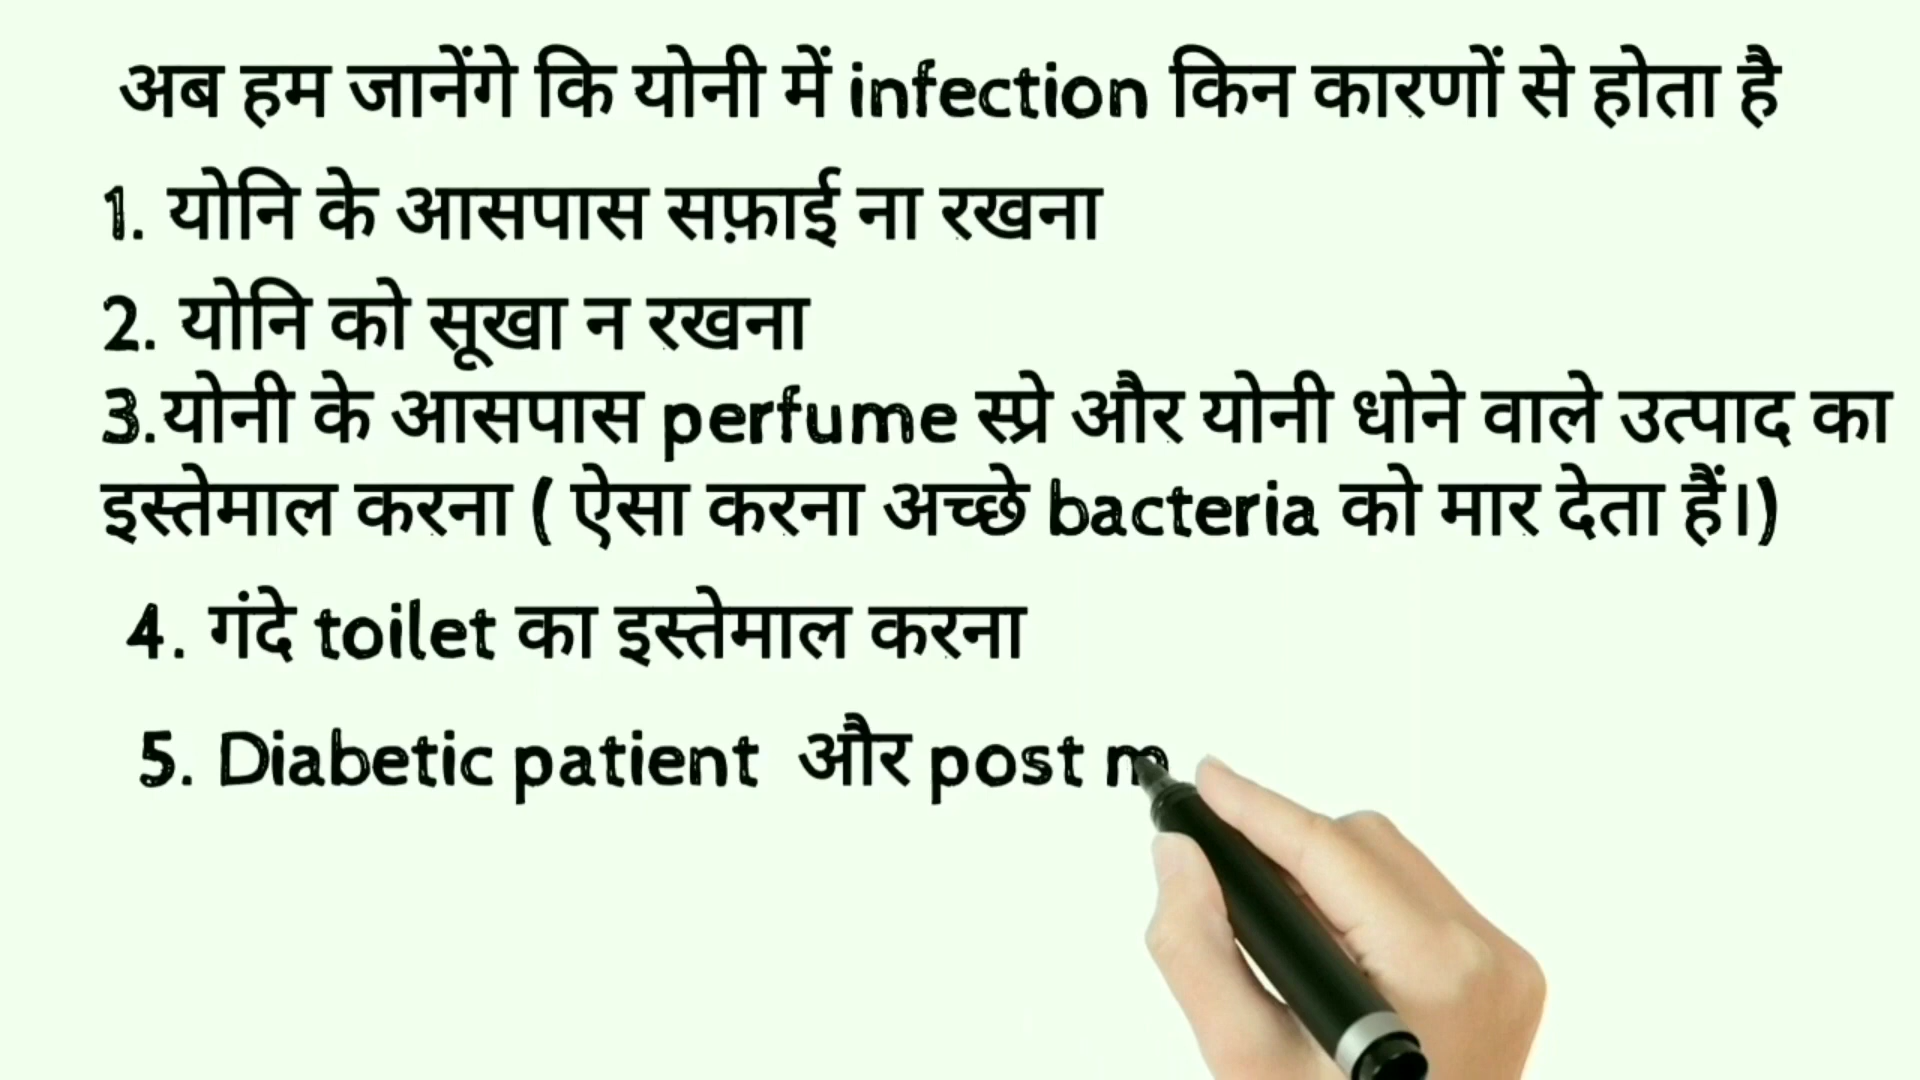 अब हम जानेंगे कि योनी में infection किन कारणों से होता है
1. योनि के आसपास सफ़ाई ना रखना
2. योनि को सूखा न रखना
3.योनी के आसपास perfume स्प्रे और योनी धोने वाले उत्पाद का
इस्तेमाल करना ( ऐसा करना अच्छे bacteria को मार देता हैं।)
4. गंदे toilet का इस्तेमाल करना
5. Diabetic patient और post m